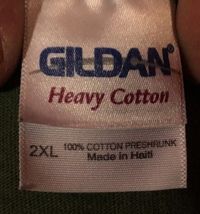 GILDAN®
Heavy Cotton
2XL 100% COTTON PRESHRUNK
Made in Haiti